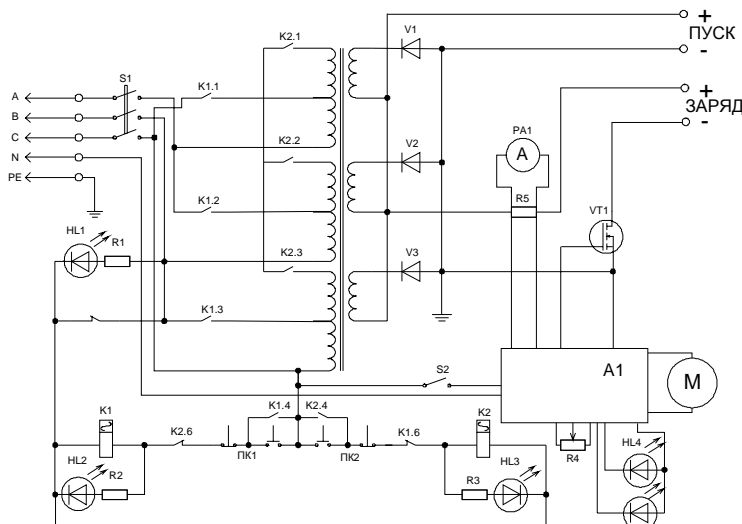 K2.1
V1
+
ПУСК
-
S1
K1.1
A
B
C
N
PE
+
ЗАРЯД
-
PA1
A
K2.2
V2
R5
K1.2
VT1
HL1
R1
K2.3
V3
K1.3
S2
A1
M
K1
K2.6
K1.4
K2.4
K1.6
K2
ПК1
ПК2
HL2
R2
R3
HL3
R4
HL4